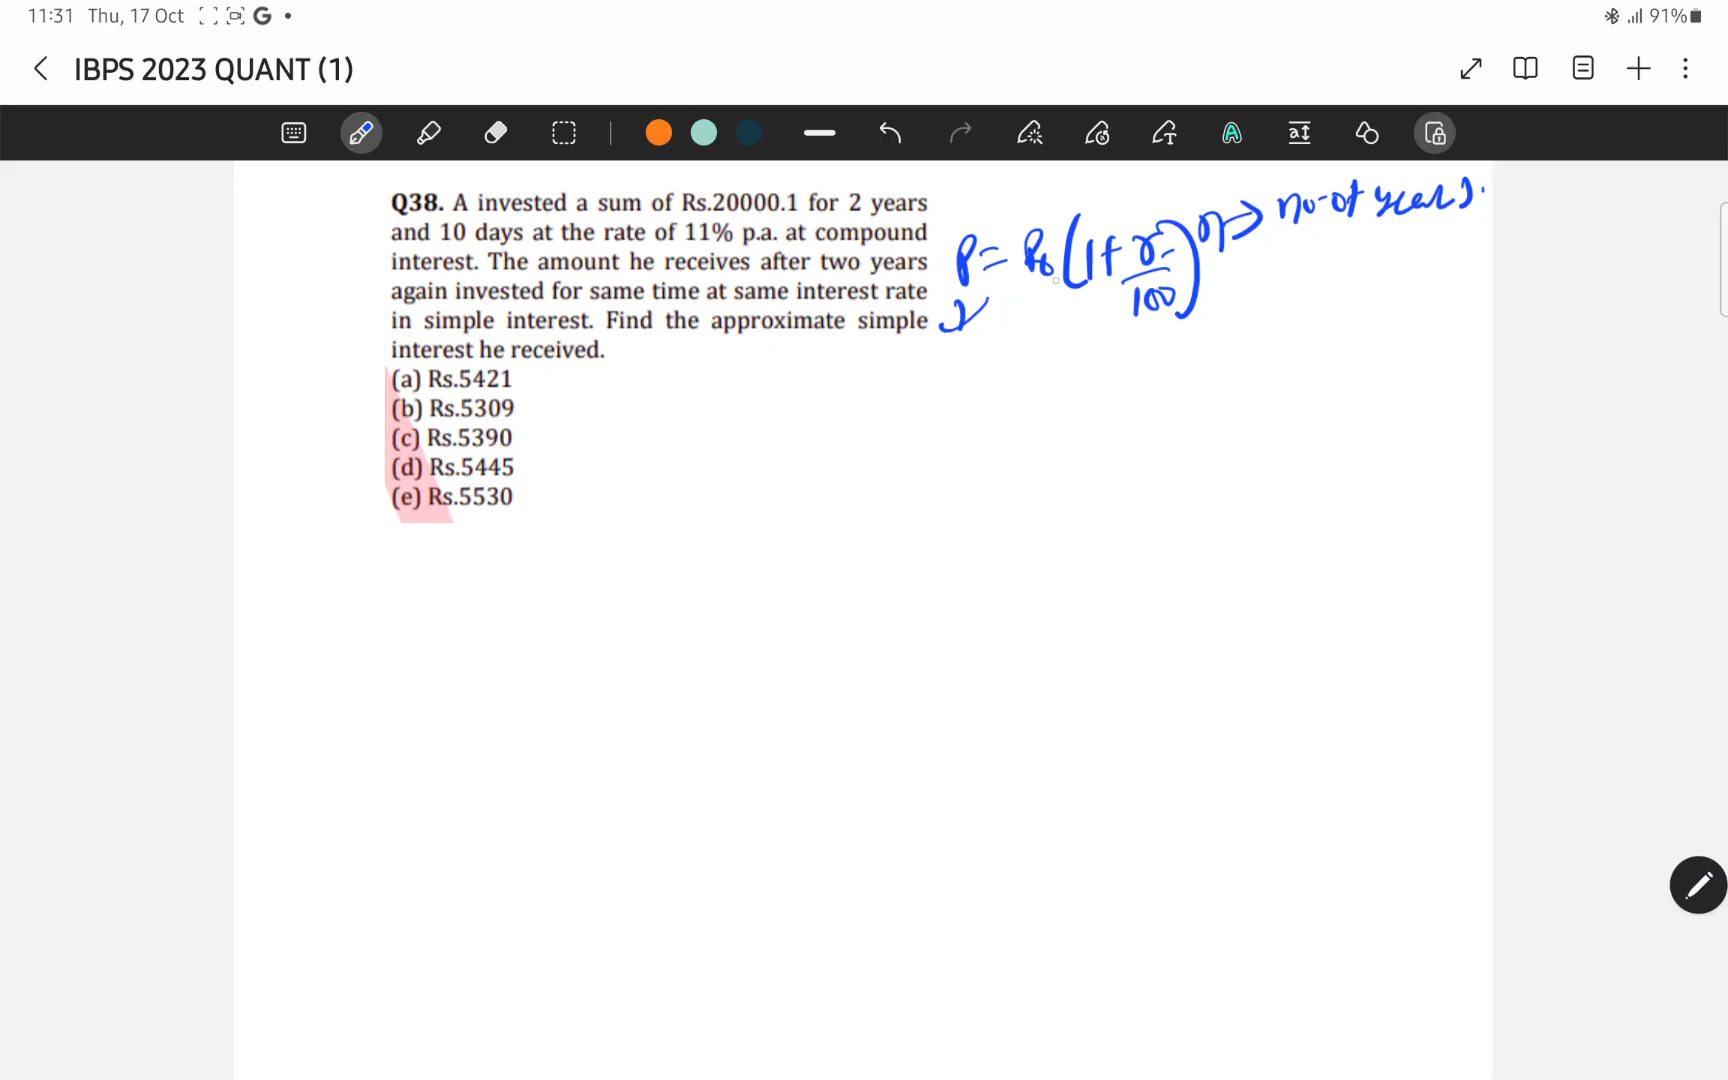 11:31 Thu, 17 Oct G • 91%
IBPS 2023 QUANT (1)
Q38. A invested a sum of Rs.20000.1 for 2 years
and 10 days at the rate of 11% p.a. at compound
interest. The amount he receives after two years
again invested for same time at same interest rate
in simple interest. Find the approximate simple
interest he received.
(a) Rs.5421
(b) Rs.5309
(c) Rs.5390
(d) Rs.5445
(e) Rs.5530
P = P₀ (1 + r/100)ⁿ → no. of years.